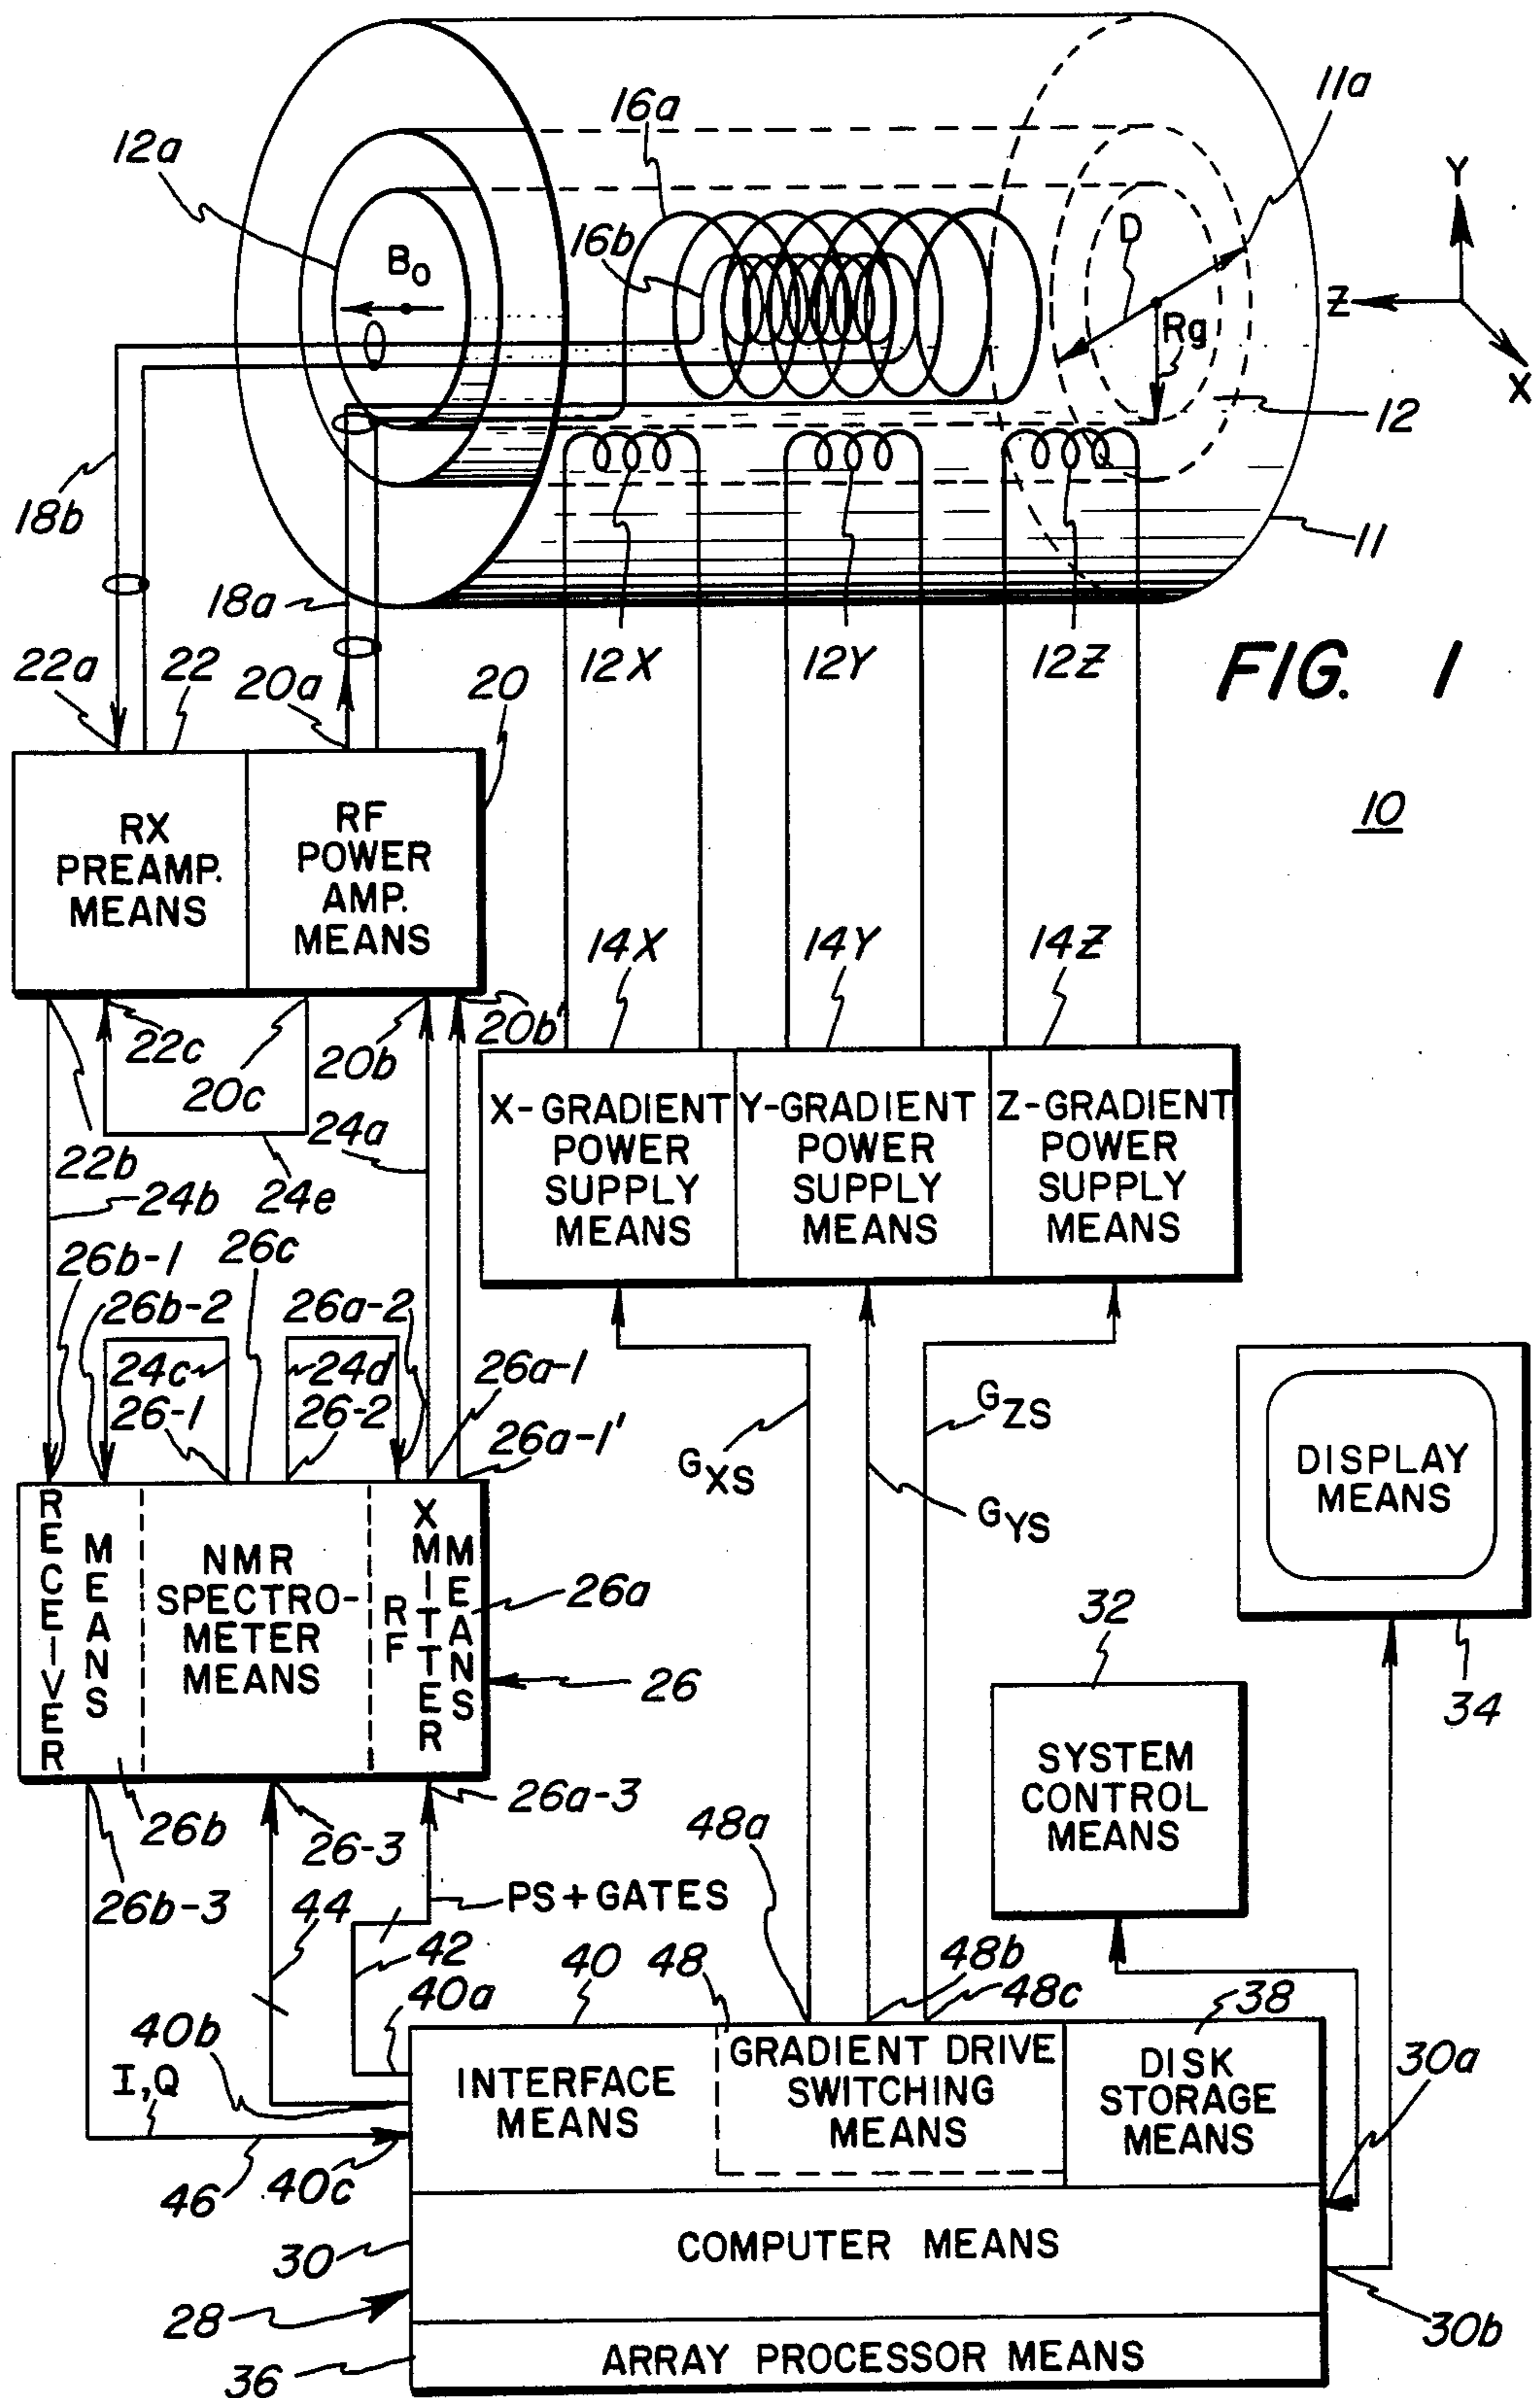 16a
11a
12a
16b
D
Y
B0
Z
Rg
X
12
18b
18a
11
12X
12Y
12Z
FIG. 1
22a
22
20a
20
10
RX
PREAMP.
MEANS
RF
POWER
AMP.
MEANS
14X
14Y
14Z
22c
20c
20b
20b'
22b
24b
24e
24a
X-GRADIENT
POWER
SUPPLY
MEANS
Y-GRADIENT
POWER
SUPPLY
MEANS
Z-GRADIENT
POWER
SUPPLY
MEANS
26b-1
26c
26b-2
26a-2
24c
24d
26a-1
26-1
26-2
26a-1'
GXS
GZS
GYS
DISPLAY
MEANS
34
RECEIVER
MEANS
NMR
SPECTRO-
METER
MEANS
RF
XMITTER
MEANS
26a
26
32
SYSTEM
CONTROL
MEANS
26b
26-3
26a-3
26b-3
44
PS+GATES
42
40a
40
48
48a
48b
48c
38
30a
40b
I,Q
46
40c
INTERFACE
MEANS
GRADIENT DRIVE
SWITCHING
MEANS
DISK
STORAGE
MEANS
30
COMPUTER MEANS
28
30b
36
ARRAY PROCESSOR MEANS